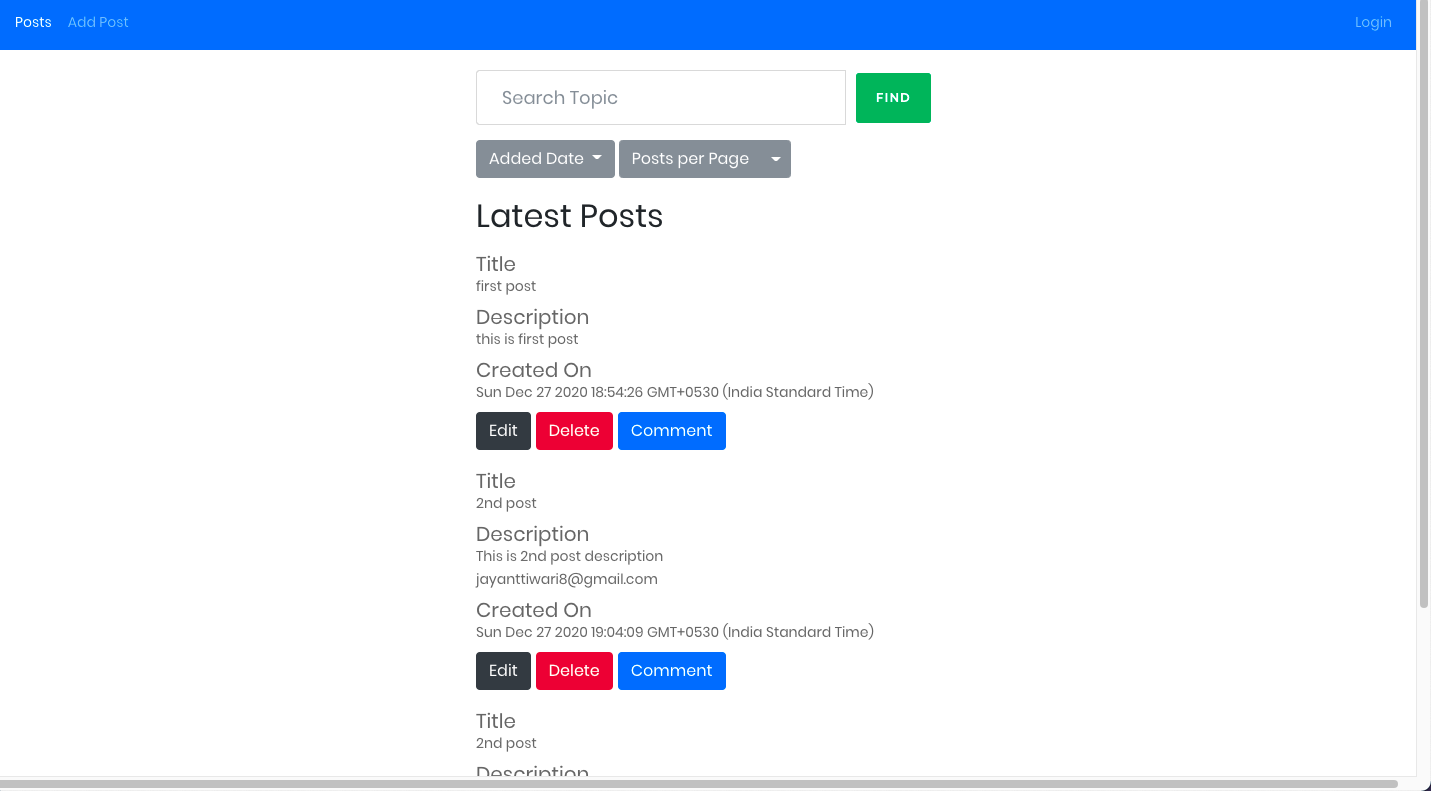 Posts Add Post Login
Search Topic FIND
Added Date Posts per Page
Latest Posts
Title
first post
Description
this is first post
Created On
Sun Dec 27 2020 18:54:26 GMT+0530 (India Standard Time)
Edit Delete Comment
Title
2nd post
Description
This is 2nd post description
jayanttiwari8@gmail.com
Created On
Sun Dec 27 2020 19:04:09 GMT+0530 (India Standard Time)
Edit Delete Comment
Title
2nd post
Description